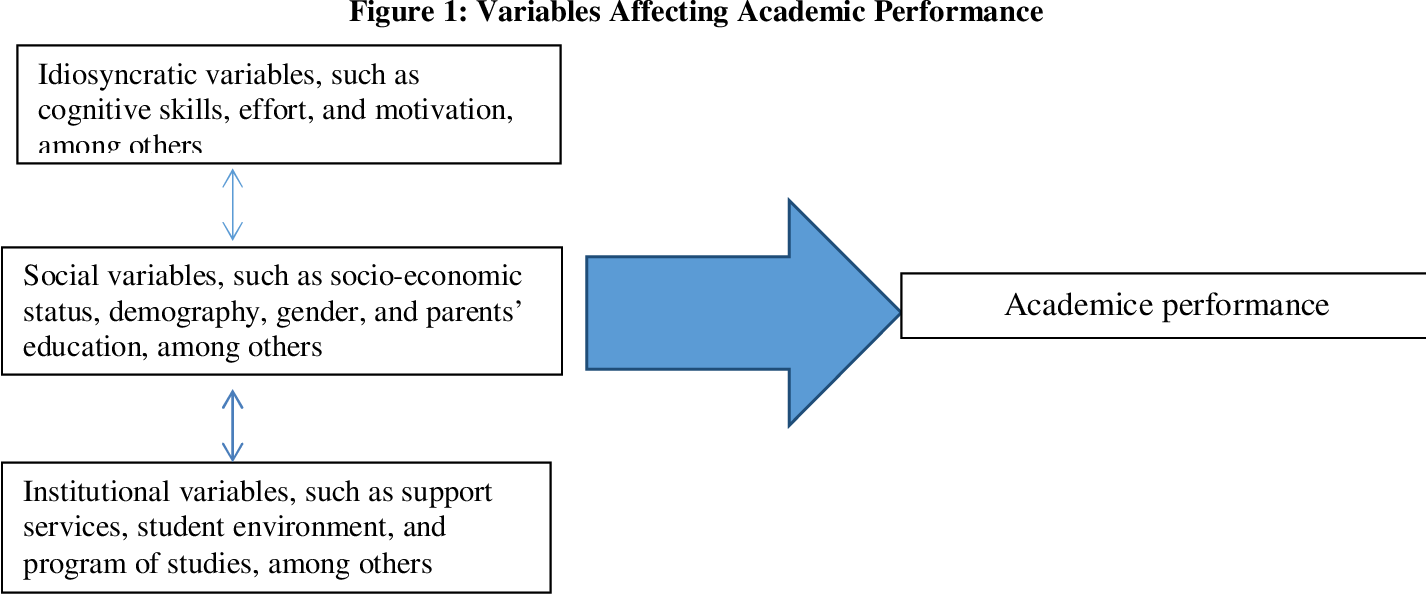 Figure 1: Variables Affecting Academic Performance
Idiosyncratic variables, such as
cognitive skills, effort, and motivation,
among others
Social variables, such as socio-economic
status, demography, gender, and parents’
education, among others
Academice performance
Institutional variables, such as support
services, student environment, and
program of studies, among others